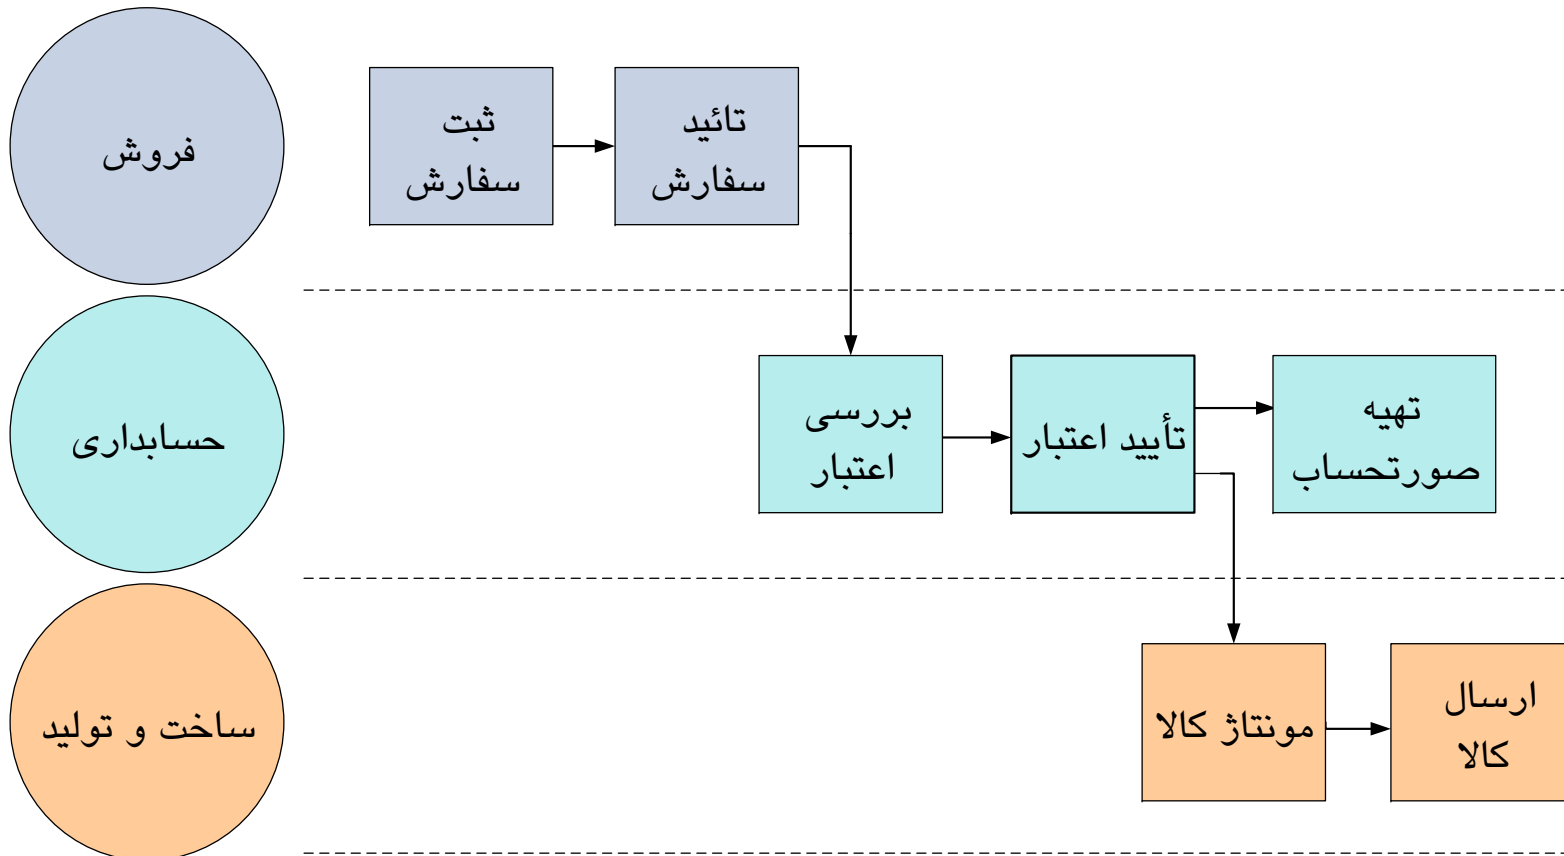 فروش
ثبت
سفارش
تائید
سفارش
حسابداری
بررسی
اعتبار
تأیید اعتبار
تهیه
صورتحساب
ساخت و تولید
مونتاژ کالا
ارسال
کالا